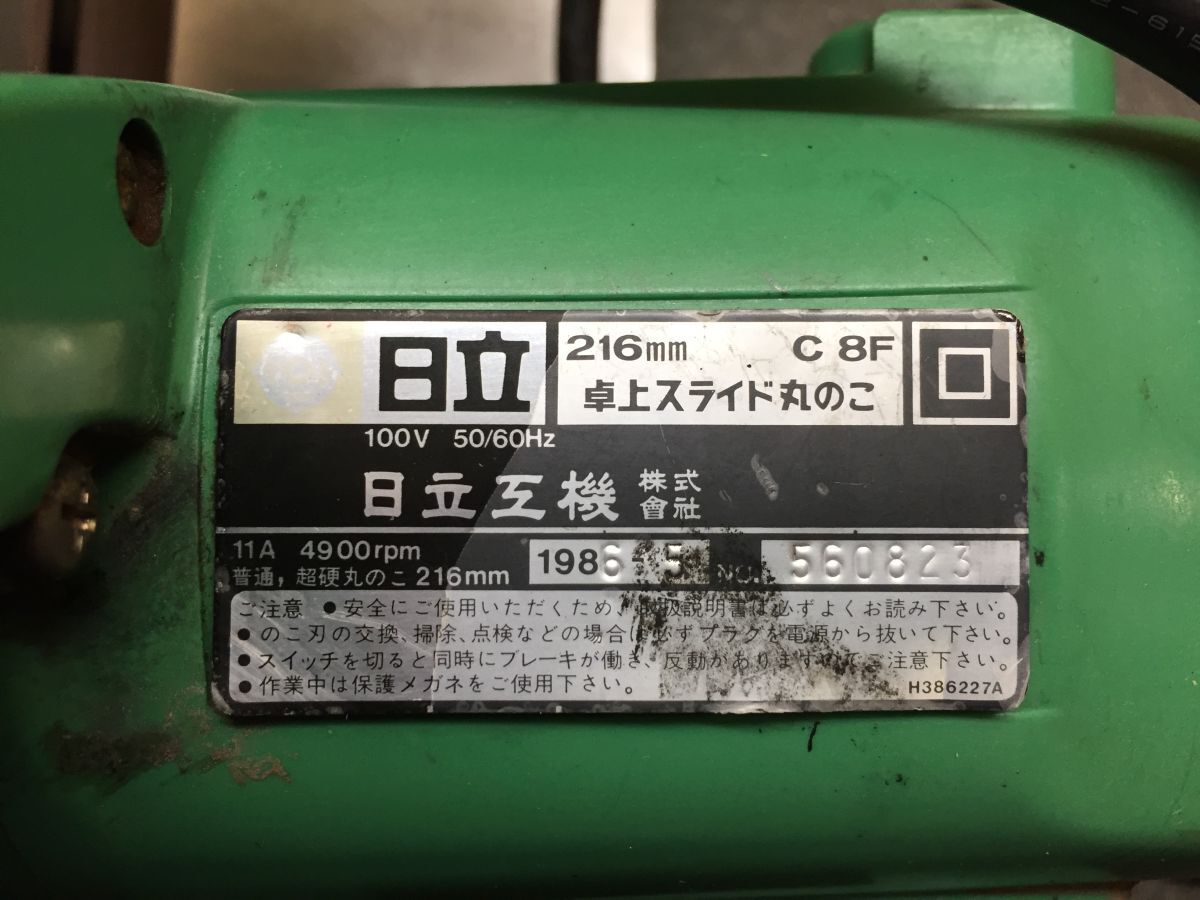 2-615
日立
216mm C 8F
卓上スライド丸のこ
100V 50/60Hz
日立工機 株式會社
11A 4900rpm
普通，超硬丸のこ 216mm
1986-5 NO. 560823
ご注意 ●安全にご使用いただくため、取扱説明書は必ずよくお読み下さい。
●のこ刃の交換、掃除、点検などの場合は必ずプラグを電源から抜いて下さい。
●スイッチを切ると同時にブレーキが働き、反動がありますのでご注意下さい。
●作業中は保護メガネをご使用下さい。
H386227A